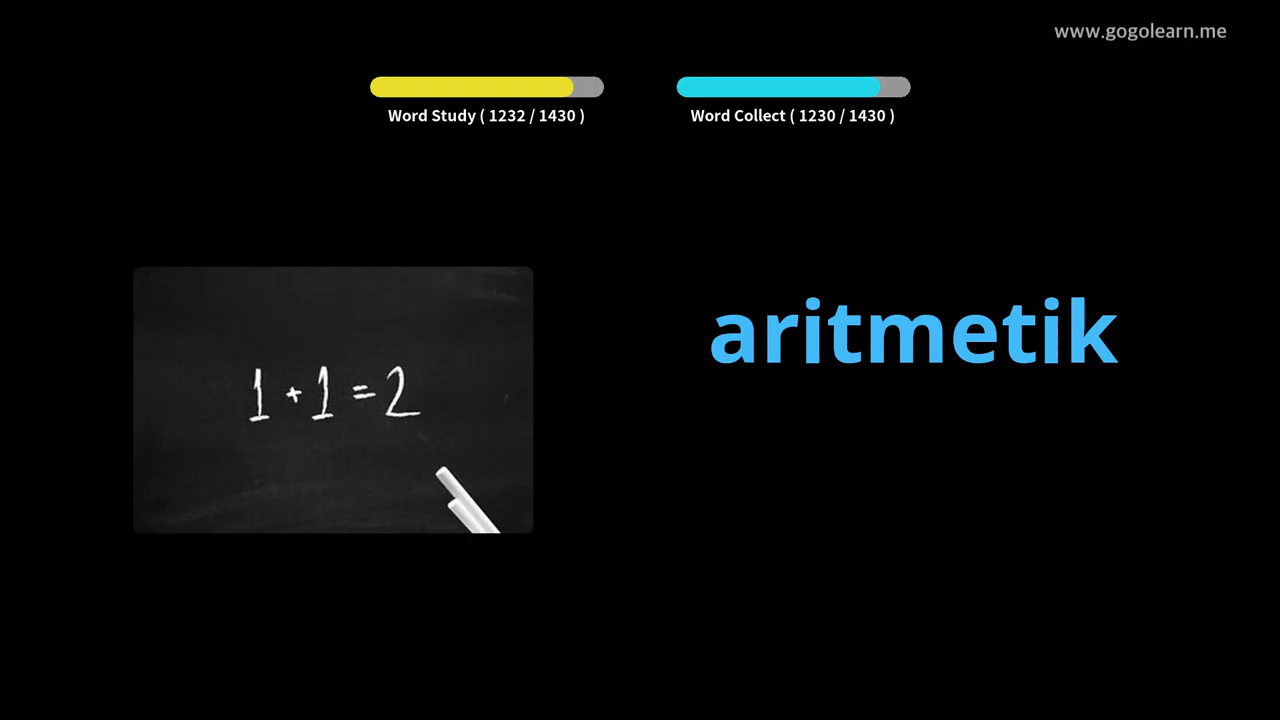 www.gogolearn.me
Word Study ( 1232 / 1430 )
Word Collect ( 1230 / 1430 )
aritmetik
1 + 1 = 2